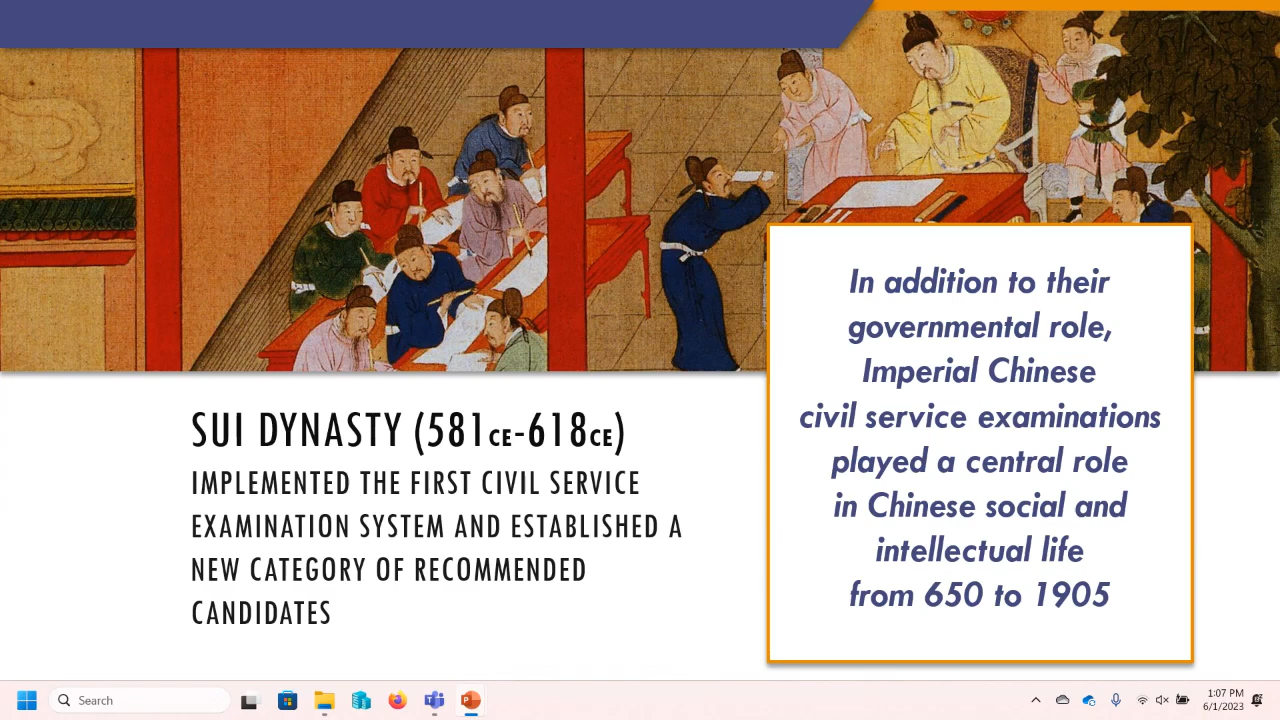 SUI DYNASTY (581CE-618CE)
IMPLEMENTED THE FIRST CIVIL SERVICE
EXAMINATION SYSTEM AND ESTABLISHED A
NEW CATEGORY OF RECOMMENDED
CANDIDATES
In addition to their
governmental role,
Imperial Chinese
civil service examinations
played a central role
in Chinese social and
intellectual life
from 650 to 1905
Search
1:07 PM
6/1/2023